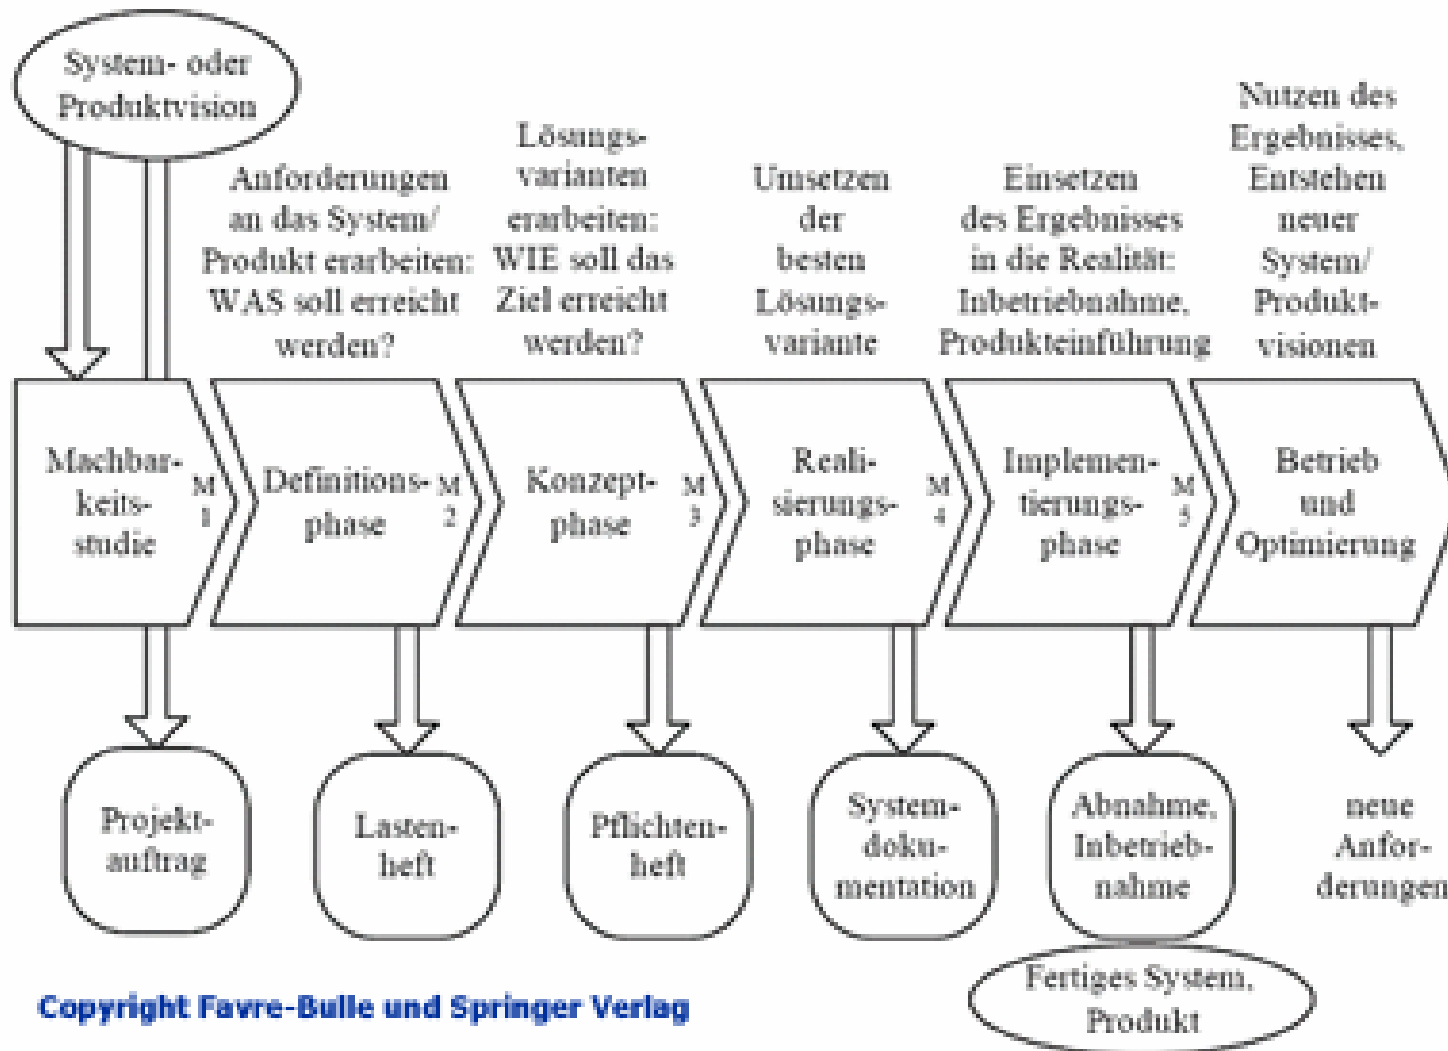 System- oder
Produktvision
Anforderungen
an das System/
Produkt erarbeiten:
WAS soll erreicht
werden?
Lösungs-
varianten
erarbeiten:
WIE soll das
Ziel erreicht
werden?
Umsetzen
der
besten
Lösungs-
variante
Einsetzen
des Ergebnisses
in die Realität:
Inbetriebnahme,
Produkteinführung
Nutzen des
Ergebnisses,
Entstehen
neuer
System/
Produkt-
visionen
Machbar-
keits-
studie
M
1
Definitions-
phase
M
2
Konzept-
phase
M
3
Reali-
sierungs-
phase
M
4
Implemen-
tierungs-
phase
M
5
Betrieb
und
Optimierung
Projekt-
auftrag
Lasten-
heft
Pflichten-
heft
System-
doku-
mentation
Abnahme,
Inbetrieb-
nahme
neue
Anfor-
derungen
Fertiges System,
Produkt
Copyright Favre-Bulle und Springer Verlag